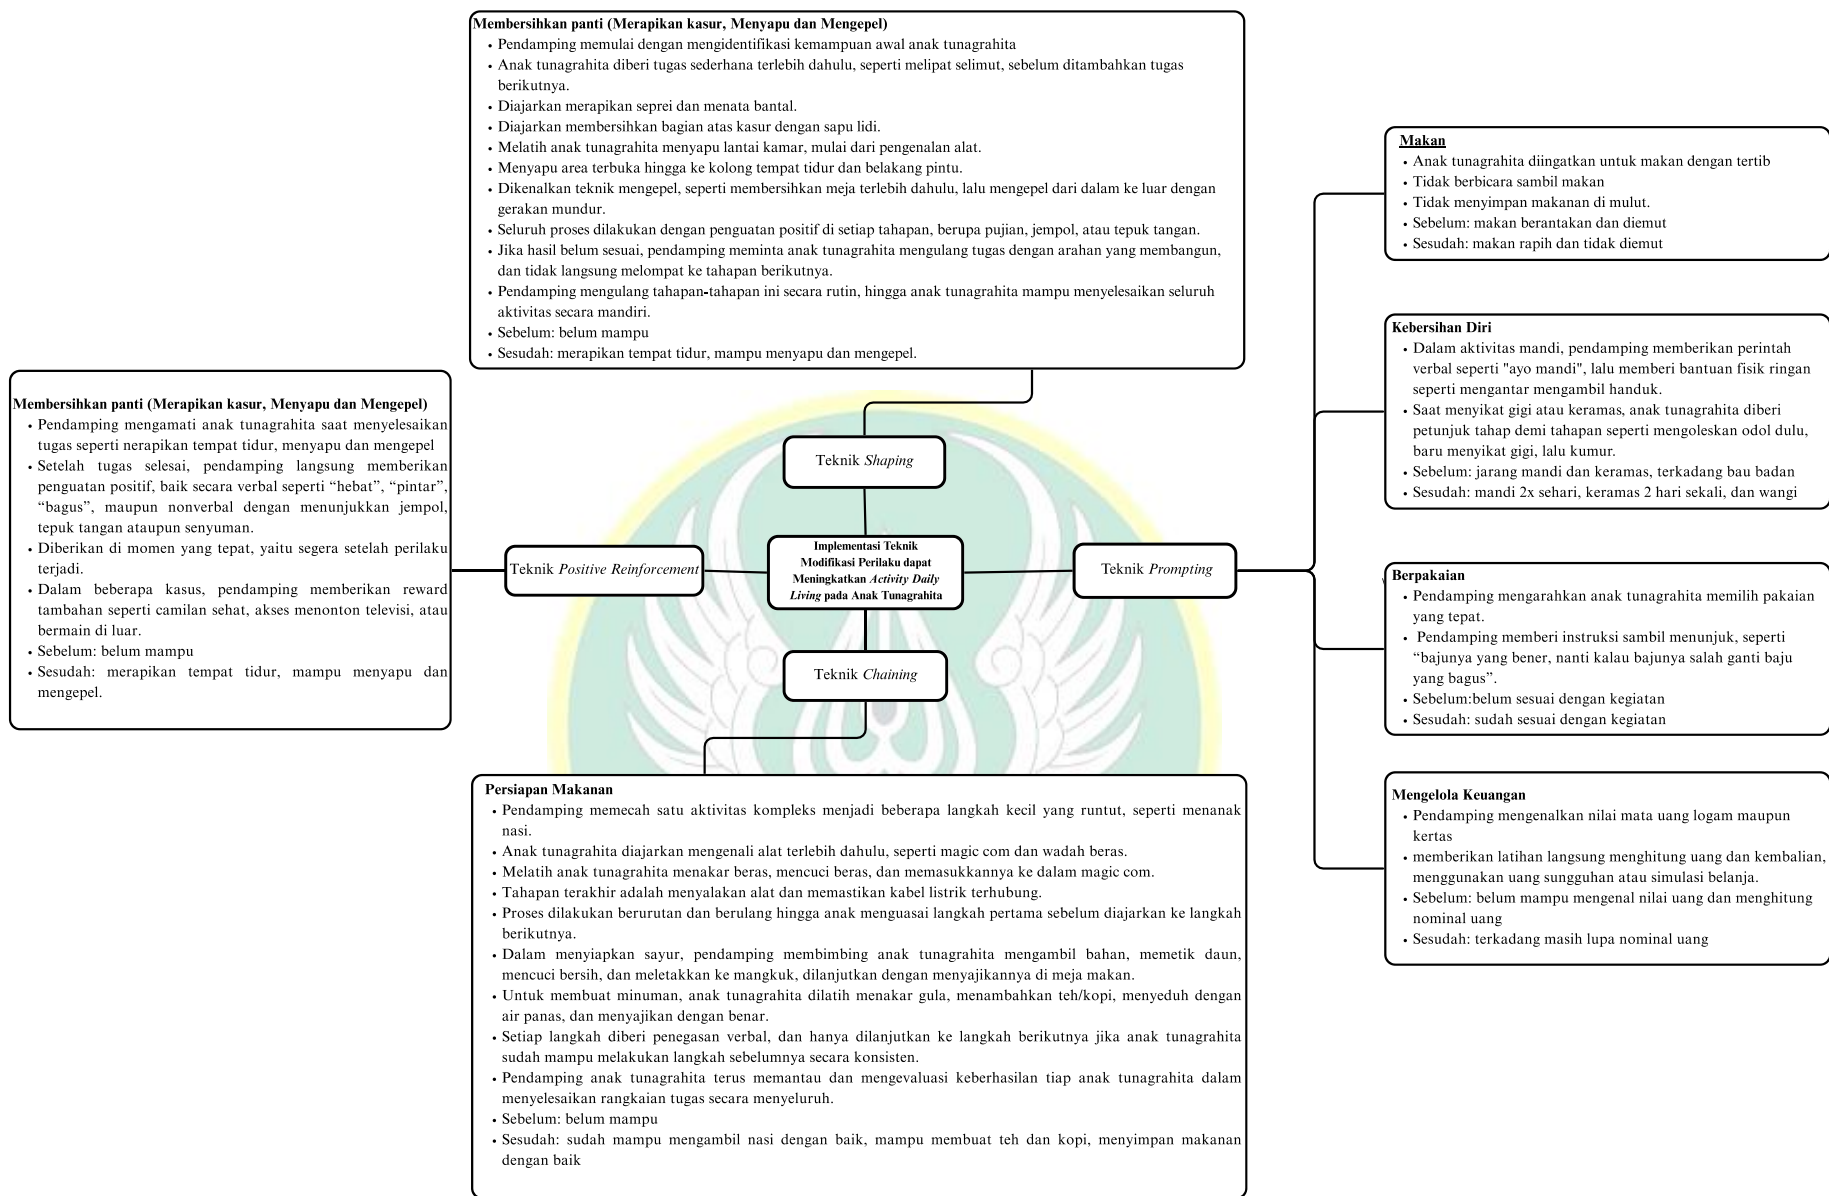 Membersihkan panti (Merapikan kasur, Menyapu dan Mengepel)
• Pendamping memulai dengan mengidentifikasi kemampuan awal anak tunagrahita
• Anak tunagrahita diberi tugas sederhana terlebih dahulu, seperti melipat selimut, sebelum ditambahkan tugas
berikutnya.
• Diajarkan merapikan seprei dan menata bantal.
• Diajarkan membersihkan bagian atas kasur dengan sapu lidi.
• Melatih anak tunagrahita menyapu lantai kamar, mulai dari pengenalan alat.
• Menyapu area terbuka hingga ke kolong tempat tidur dan belakang pintu.
• Dikenalkan teknik mengepel, seperti membersihkan meja terlebih dahulu, lalu mengepel dari dalam ke luar dengan
gerakan mundur.
• Seluruh proses dilakukan dengan penguatan positif di setiap tahapan, berupa pujian, jempol, atau tepuk tangan.
• Jika hasil belum sesuai, pendamping meminta anak tunagrahita mengulang tugas dengan arahan yang membangun,
dan tidak langsung melompat ke tahapan berikutnya.
• Pendamping mengulang tahapan-tahapan ini secara rutin, hingga anak tunagrahita mampu menyelesaikan seluruh
aktivitas secara mandiri.
• Sebelum: belum mampu
• Sesudah: merapikan tempat tidur, mampu menyapu dan mengepel.
Membersihkan panti (Merapikan kasur, Menyapu dan Mengepel)
• Pendamping mengamati anak tunagrahita saat menyelesaikan
tugas seperti nerapikan tempat tidur, menyapu dan mengepel
• Setelah tugas selesai, pendamping langsung memberikan
penguatan positif, baik secara verbal seperti “hebat”, “pintar”,
“bagus”, maupun nonverbal dengan menunjukkan jempol,
tepuk tangan ataupun senyuman.
• Diberikan di momen yang tepat, yaitu segera setelah perilaku
terjadi.
• Dalam beberapa kasus, pendamping memberikan reward
tambahan seperti camilan sehat, akses menonton televisi, atau
bermain di luar.
• Sebelum: belum mampu
• Sesudah: merapikan tempat tidur, mampu menyapu dan
mengepel.
Teknik Shaping
Teknik Positive Reinforcement
Implementasi Teknik
Modifikasi Perilaku dapat
Meningkatkan Activity Daily
Living pada Anak Tunagrahita
Teknik Prompting
Teknik Chaining
Makan
• Anak tunagrahita diingatkan untuk makan dengan tertib
• Tidak berbicara sambil makan
• Tidak menyimpan makanan di mulut.
• Sebelum: makan berantakan dan diemut
• Sesudah: makan rapih dan tidak diemut
Kebersihan Diri
• Dalam aktivitas mandi, pendamping memberikan perintah
verbal seperti "ayo mandi", lalu memberi bantuan fisik ringan
seperti mengantar mengambil handuk.
• Saat menyikat gigi atau keramas, anak tunagrahita diberi
petunjuk tahap demi tahapan seperti mengoleskan odol dulu,
baru menyikat gigi, lalu kumur.
• Sebelum: jarang mandi dan keramas, terkadang bau badan
• Sesudah: mandi 2x sehari, keramas 2 hari sekali, dan wangi
Berpakaian
• Pendamping mengarahkan anak tunagrahita memilih pakaian
yang tepat.
• Pendamping memberi instruksi sambil menunjuk, seperti
“bajunya yang bener, nanti kalau bajunya salah ganti baju
yang bagus”.
• Sebelum:belum sesuai dengan kegiatan
• Sesudah: sudah sesuai dengan kegiatan
Mengelola Keuangan
• Pendamping mengenalkan nilai mata uang logam maupun
kertas
• memberikan latihan langsung menghitung uang dan kembalian,
menggunakan uang sungguhan atau simulasi belanja.
• Sebelum: belum mampu mengenal nilai uang dan menghitung
nominal uang
• Sesudah: terkadang masih lupa nominal uang
Persiapan Makanan
• Pendamping memecah satu aktivitas kompleks menjadi beberapa langkah kecil yang runtut, seperti menanak
nasi.
• Anak tunagrahita diajarkan mengenali alat terlebih dahulu, seperti magic com dan wadah beras.
• Melatih anak tunagrahita menakar beras, mencuci beras, dan memasukkannya ke dalam magic com.
• Tahapan terakhir adalah menyalakan alat dan memastikan kabel listrik terhubung.
• Proses dilakukan berurutan dan berulang hingga anak menguasai langkah pertama sebelum diajarkan ke langkah
berikutnya.
• Dalam menyiapkan sayur, pendamping membimbing anak tunagrahita mengambil bahan, memetik daun,
mencuci bersih, dan meletakkan ke mangkuk, dilanjutkan dengan menyajikannya di meja makan.
• Untuk membuat minuman, anak tunagrahita dilatih menakar gula, menambahkan teh/kopi, menyeduh dengan
air panas, dan menyajikan dengan benar.
• Setiap langkah diberi penegasan verbal, dan hanya dilanjutkan ke langkah berikutnya jika anak tunagrahita
sudah mampu melakukan langkah sebelumnya secara konsisten.
• Pendamping anak tunagrahita terus memantau dan mengevaluasi keberhasilan tiap anak tunagrahita dalam
menyelesaikan rangkaian tugas secara menyeluruh.
• Sebelum: belum mampu
• Sesudah: sudah mampu mengambil nasi dengan baik, mampu membuat teh dan kopi, menyimpan makanan
dengan baik